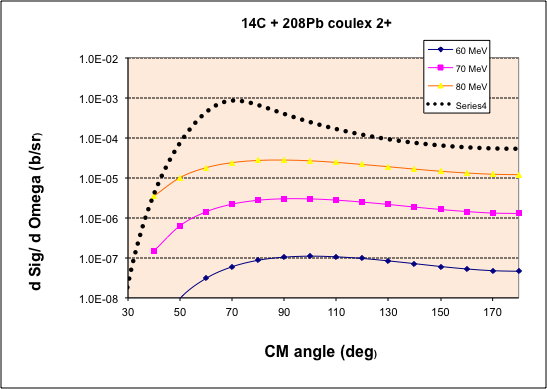 14C + 208Pb coulex 2+
60 MeV
70 MeV
80 MeV
Series4
d Sig/ d Omega (b/sr)
1.0E-02
1.0E-03
1.0E-04
1.0E-05
1.0E-06
1.0E-07
1.0E-08
30 50 70 90 110 130 150 170
CM angle (deg)